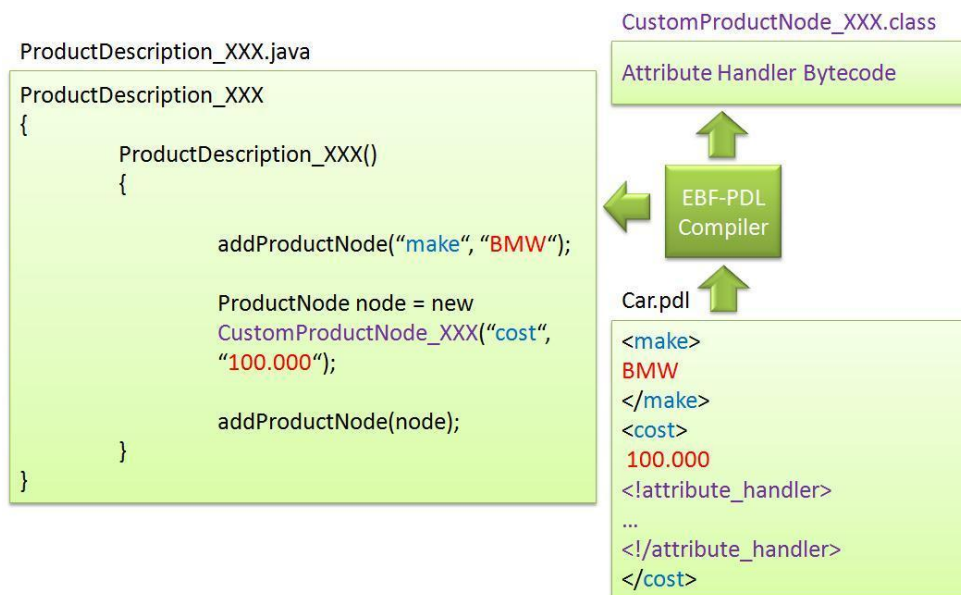 ProductDescription_XXX.java
ProductDescription_XXX
{
ProductDescription_XXX()
{
addProductNode(“make“, “BMW“);
ProductNode node = new
CustomProductNode_XXX(“cost“,
“100.000“);
addProductNode(node);
}
}
CustomProductNode_XXX.class
Attribute Handler Bytecode
EBF-PDL
Compiler
Car.pdl
<make>
BMW
</make>
<cost>
100.000
<!attribute_handler>
...
<!/attribute_handler>
</cost>